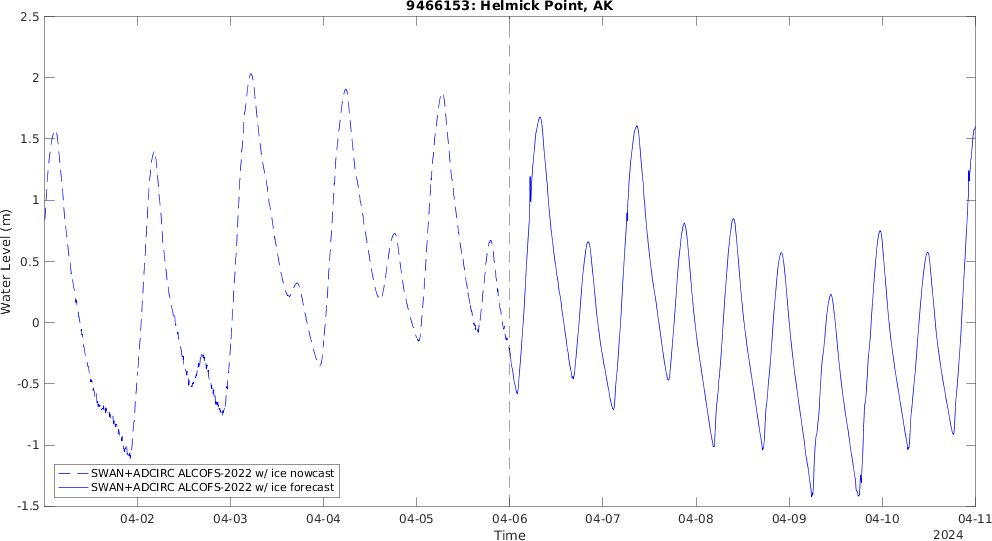 9466153: Helmick Point, AK
2.5
2
1.5
1
0.5
0
-0.5
-1
-1.5
Water Level (m)
SWAN+ADCIRC ALCOFS-2022 w/ ice nowcast
SWAN+ADCIRC ALCOFS-2022 w/ ice forecast
04-02 04-03 04-04 04-05 04-06 04-07 04-08 04-09 04-10 04-11
Time
2024